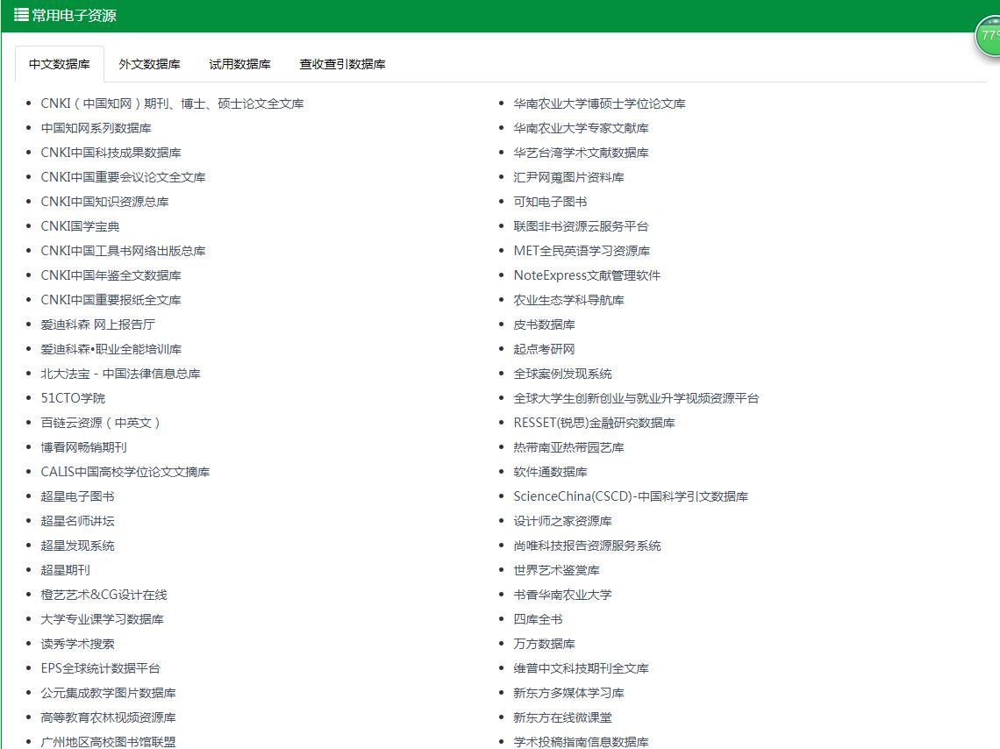 常用电子资源
77%
中文数据库
外文数据库
试用数据库
查收查引数据库
CNKI（中国知网）期刊、博士、硕士论文全文库
中国知网系列数据库
CNKI中国科技成果数据库
CNKI中国重要会议论文全文库
CNKI中国知识资源总库
CNKI国学宝典
CNKI中国工具书网络出版总库
CNKI中国年鉴全文数据库
CNKI中国重要报纸全文库
爱迪科森 网上报告厅
爱迪科森•职业全能培训库
北大法宝－中国法律信息总库
51CTO学院
百链云资源（中英文）
博看网畅销期刊
CALIS中国高校学位论文文摘库
超星电子图书
超星名师讲坛
超星发现系统
超星期刊
橙艺艺术&CG设计在线
大学专业课学习数据库
读秀学术搜索
EPS全球统计数据平台
公元集成教学图片数据库
高等教育农林视频资源库
广州地区高校图书馆联盟
华南农业大学博硕士学位论文库
华南农业大学专家文献库
华艺台湾学术文献数据库
汇尹网蒐图片资料库
可知电子图书
联图非书资源云服务平台
MET全民英语学习资源库
NoteExpress文献管理软件
农业生态学科导航库
皮书数据库
起点考研网
全球案例发现系统
全球大学生创新创业与就业升学视频资源平台
RESSET(锐思)金融研究数据库
热带南亚热带园艺库
软件通数据库
ScienceChina(CSCD)-中国科学引文数据库
设计师之家资源库
尚唯科技报告资源服务系统
世界艺术鉴赏库
书香华南农业大学
四库全书
万方数据库
维普中文科技期刊全文库
新东方多媒体学习库
新东方在线微课堂
学术投稿指南信息数据库